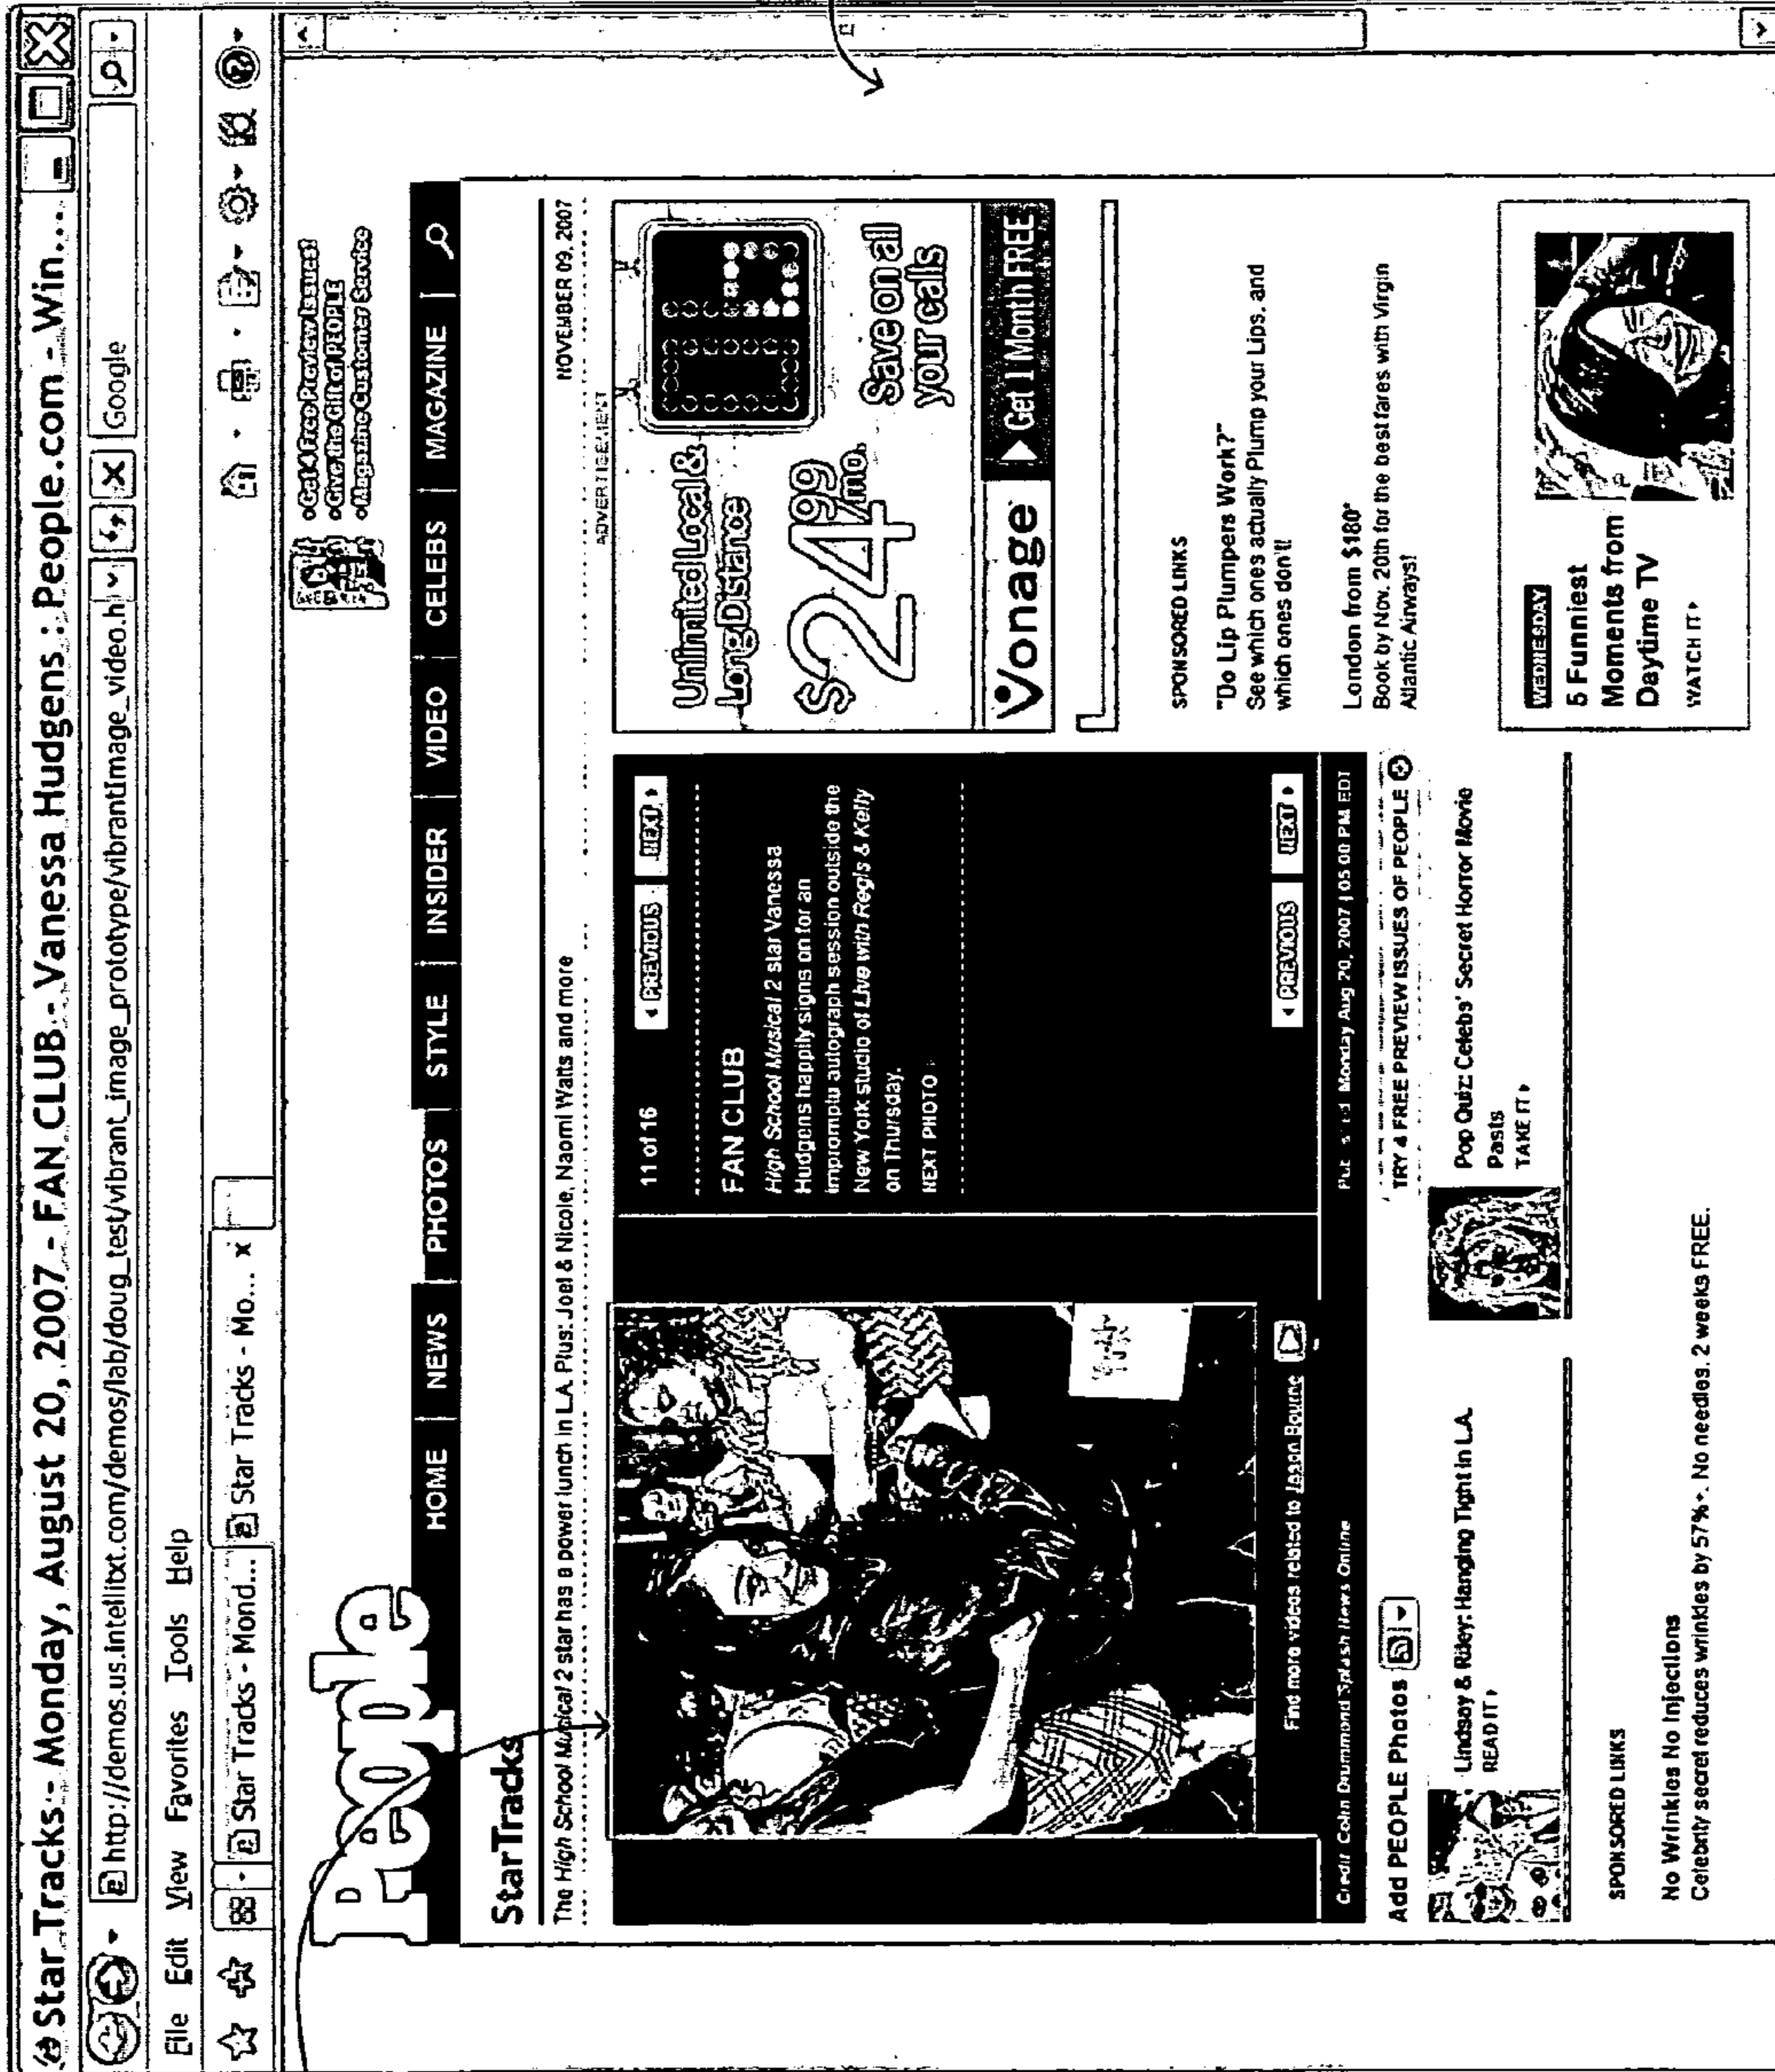 Star Tracks - Monday, August 20, 2007 - FAN CLUB - Vanessa Hudgens : People.com - Win...
http://demos.us.intellitxt.com/demos/lab/doug_test/vibrant_image_prototype/vibrantimage_video.h
Google
File Edit View Favorites Tools Help
Star Tracks - Mond...
Star Tracks - Mo... x
People
• Get 4 Free Preview Issues!
• Give the Gift of PEOPLE
• Magazine Customer Service
HOME | NEWS | PHOTOS | STYLE | INSIDER | VIDEO | CELEBS | MAGAZINE |
StarTracks
The High School Musical 2 star has a power lunch in L.A. Plus: Joel & Nicole, Naomi Watts and more
NOVEMBER 09, 2007
11 of 16
PREVIOUS
NEXT
FAN CLUB
High School Musical 2 star Vanessa
Hudgens happily signs on for an
impromptu autograph session outside the
New York studio of Live with Regis & Kelly
on Thursday.
NEXT PHOTO
PREVIOUS
NEXT
Find more videos related to Jason Bourne
Credit: Colin Drummond Splash News Online
Monday Aug 20, 2007 | 05:00 PM EDT
Add PEOPLE Photos
TRY 4 FREE PREVIEW ISSUES OF PEOPLE
Lindsay & Riley: Hanging Tight in L.A.
READ IT
Pop Quiz: Celebs' Secret Horror Movie
Pasts
TAKE IT
SPONSORED LINKS
No Wrinkles No Injections
Celebrity secret reduces wrinkles by 57%+. No needles. 2 weeks FREE.
ADVERTISEMENT
Unlimited Local &
Long Distance
$24.99/mo.
Save on all
your calls
Vonage
Get 1 Month FREE
SPONSORED LINKS
"Do Lip Plumpers Work?"
See which ones actually Plump your Lips, and
which ones don't!
London from $180*
Book by Nov. 20th for the best fares with Virgin
Atlantic Airways!
WEDNESDAY
5 Funniest
Moments from
Daytime TV
WATCH IT